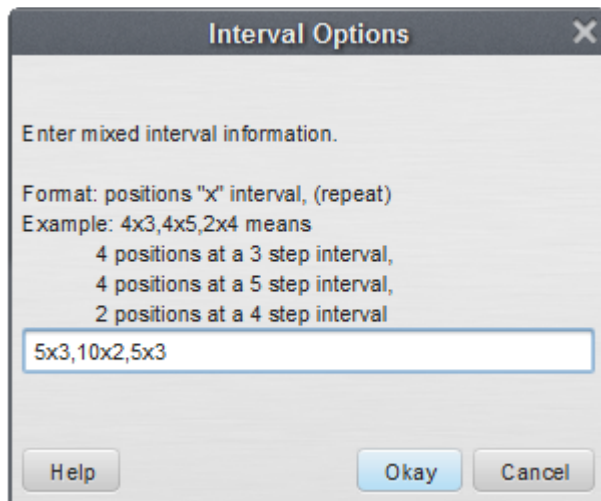 Interval Options
Enter mixed interval information.
Format: positions "x" interval, (repeat)
Example: 4x3,4x5,2x4 means
4 positions at a 3 step interval,
4 positions at a 5 step interval,
2 positions at a 4 step interval
5x3,10x2,5x3
Help Okay Cancel